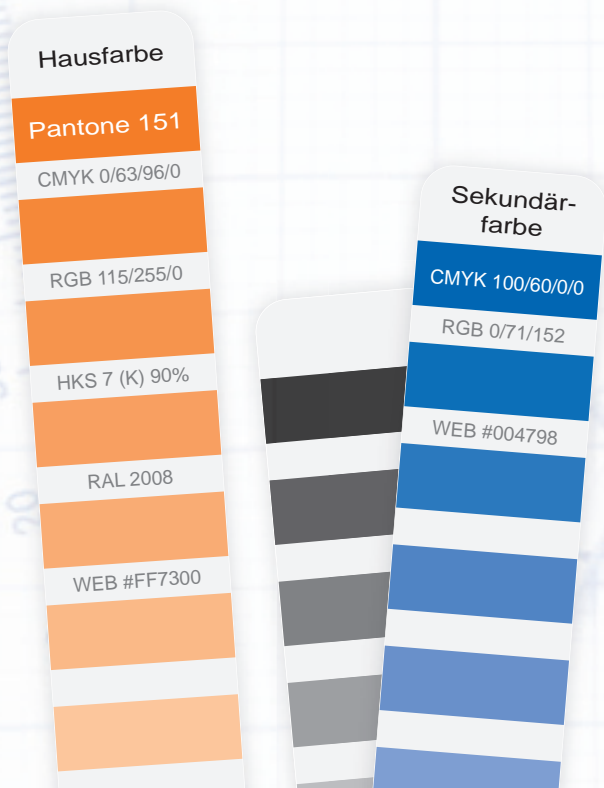 Hausfarbe
Pantone 151
CMYK 0/63/96/0
RGB 115/255/0
HKS 7 (K) 90%
RAL 2008
WEB #FF7300
Sekundär-
farbe
CMYK 100/60/0/0
RGB 0/71/152
WEB #004798
20